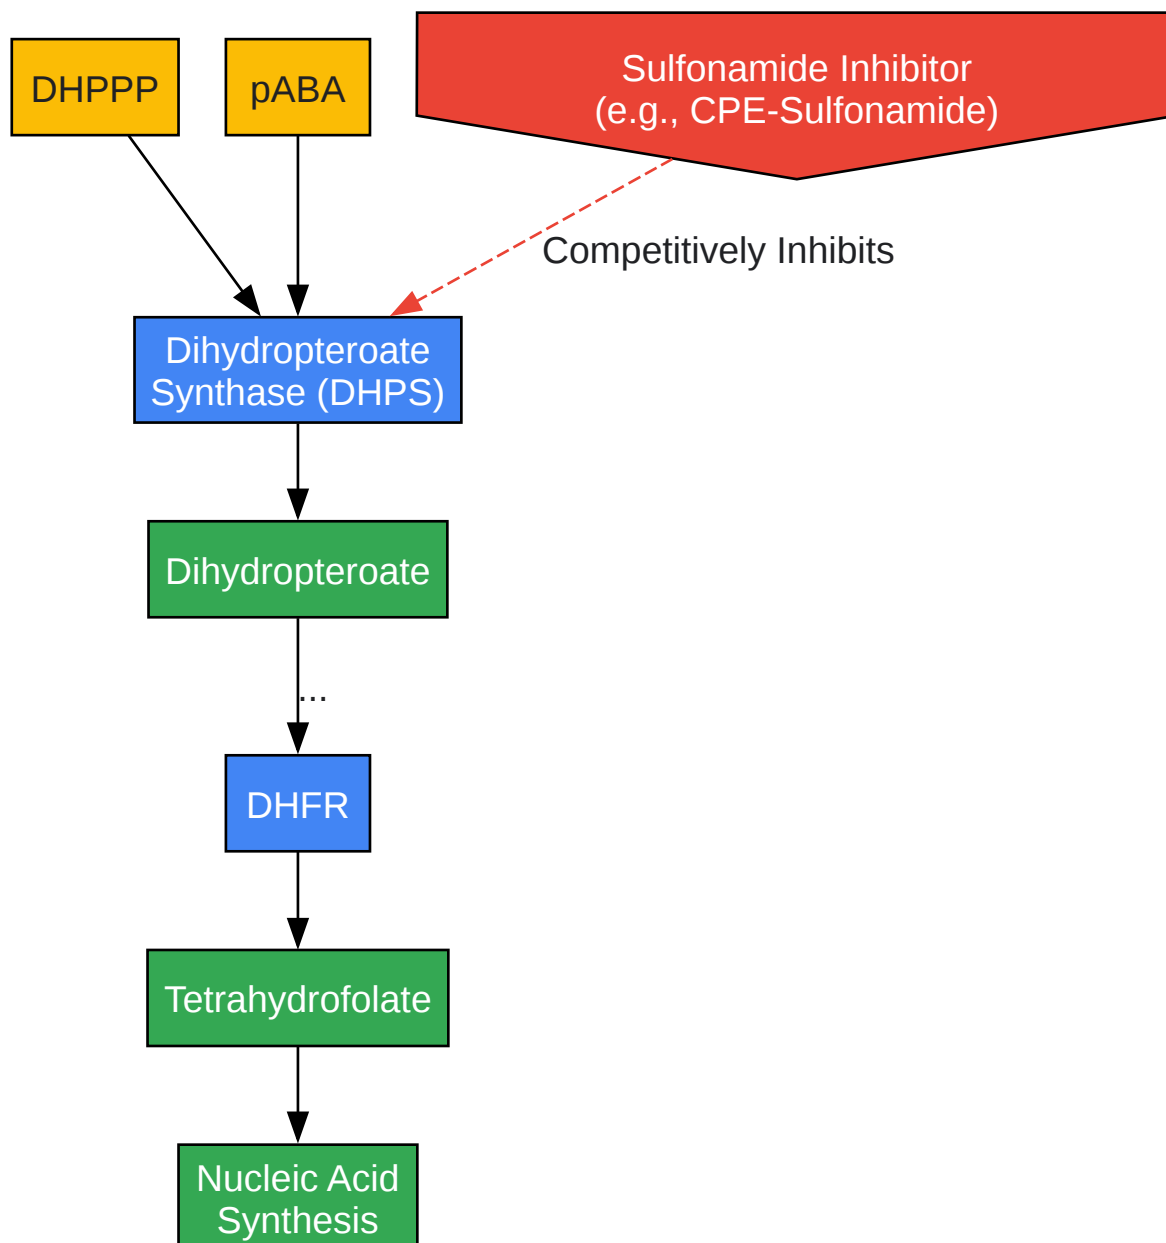 DHPPP
pABA
Sulfonamide Inhibitor
(e.g., CPE-Sulfonamide)
Competitively Inhibits
Dihydropteroate
Synthase (DHPS)
Dihydropteroate
...
DHFR
Tetrahydrofolate
Nucleic Acid
Synthesis